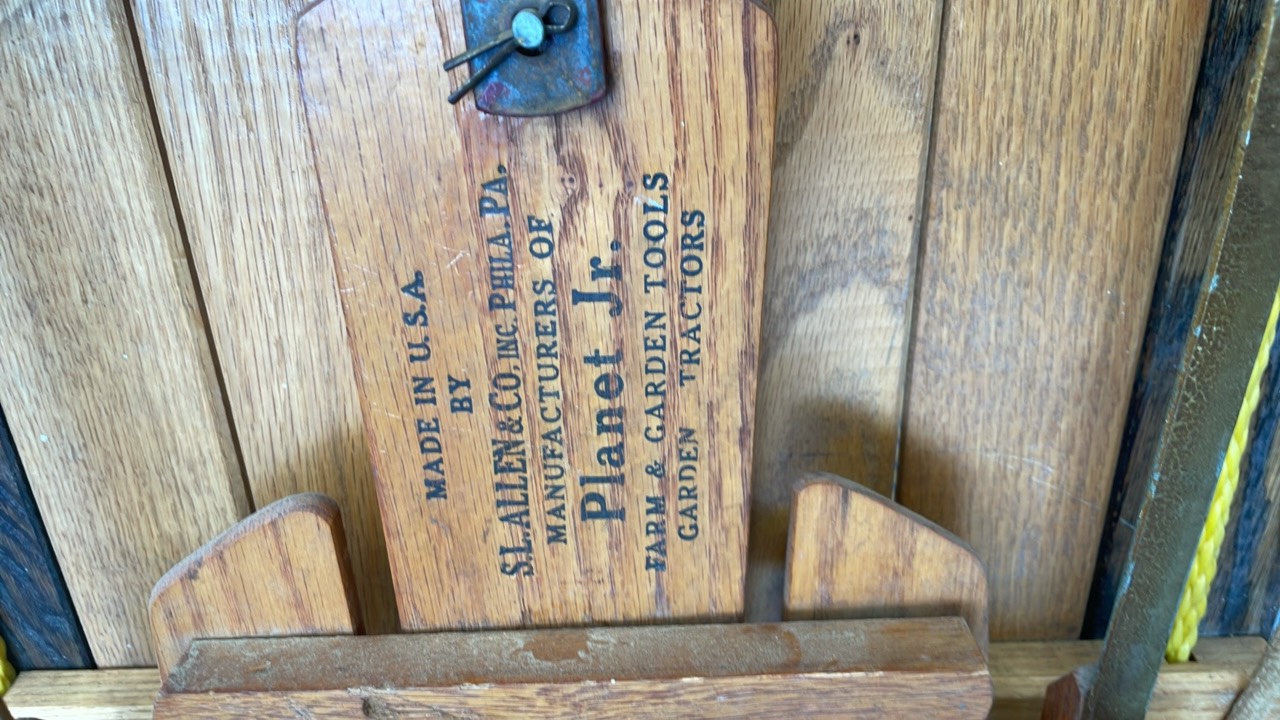 MADE IN U.S.A.
BY
S.L.ALLEN & CO. INC. PHILA. PA.
MANUFACTURERS OF
Planet Jr.
FARM & GARDEN TOOLS
GARDEN TRACTORS